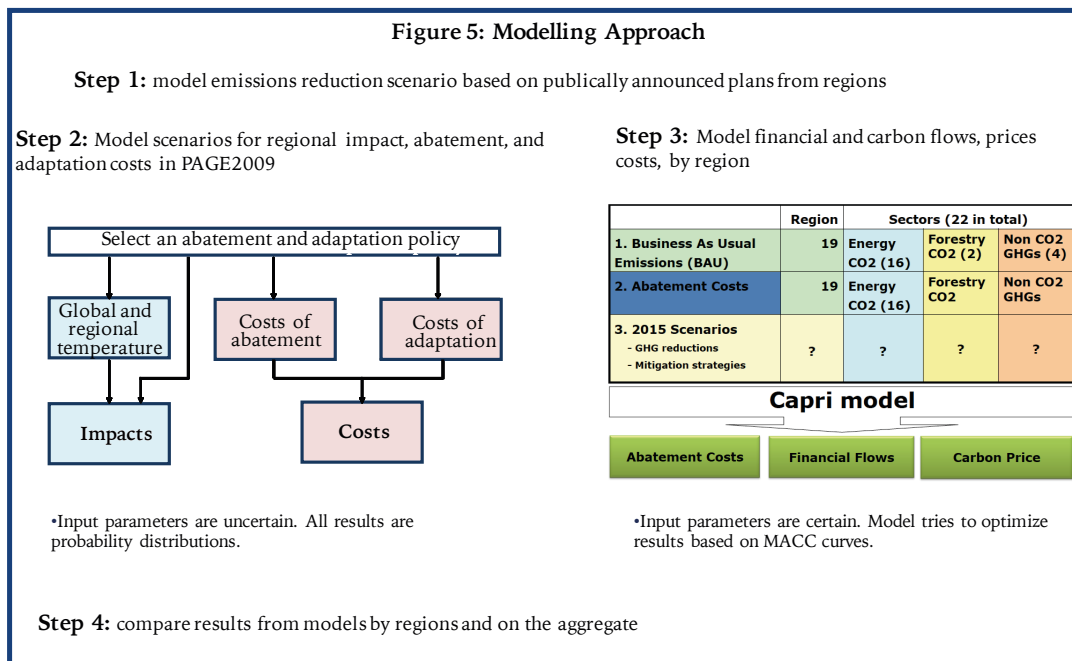 Figure 5: Modelling Approach
Step 1: model emissions reduction scenario based on publically announced plans from regions
Step 2: Model scenarios for regional impact, abatement, and
adaptation costs in PAGE2009
Select an abatement and adaptation policy
Global and
regional
temperature
Costs of
abatement
Costs of
adaptation
Impacts
Costs
•Input parameters are uncertain. All results are
probability distributions.
Step 3: Model financial and carbon flows, prices
costs, by region
Region
Sectors (22 in total)
1. Business As Usual
Emissions (BAU)
19
Energy
CO2 (16)
Forestry
CO2 (2)
Non CO2
GHGs (4)
2. Abatement Costs
19
Energy
CO2 (16)
Forestry
CO2
Non CO2
GHGs
3. 2015 Scenarios
- GHG reductions
- Mitigation strategies
?
?
?
?
Capri model
Abatement Costs
Financial Flows
Carbon Price
•Input parameters are certain. Model tries to optimize
results based on MACC curves.
Step 4: compare results from models by regions and on the aggregate